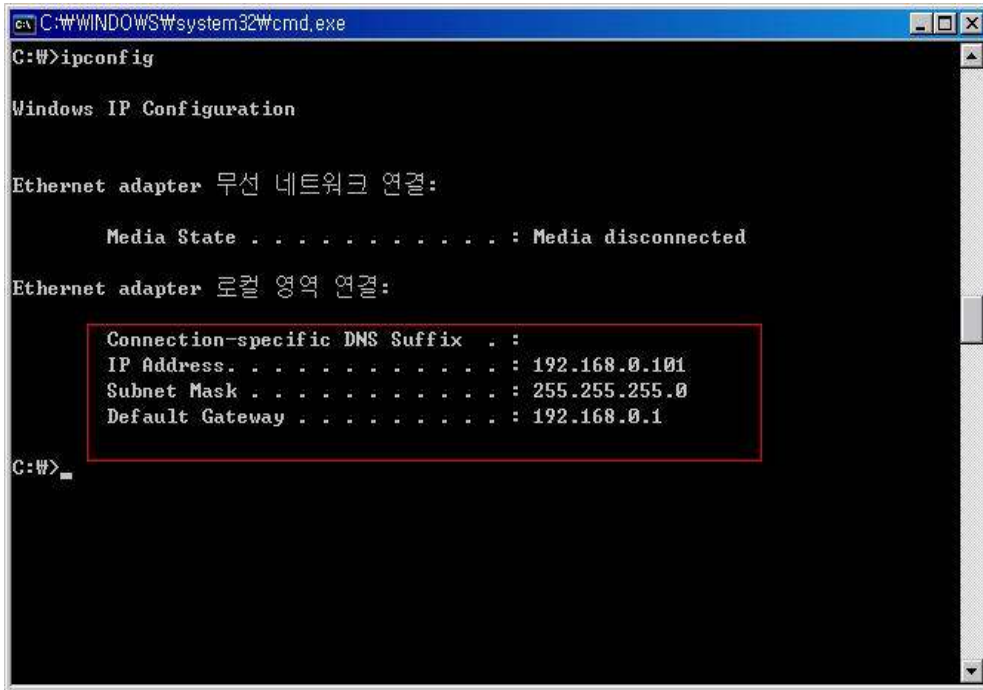 C:₩WINDOWS₩system32₩cmd.exe
C:₩>ipconfig
Windows IP Configuration
Ethernet adapter 무선 네트워크 연결:
Media State . . . . . . . . . . . : Media disconnected
Ethernet adapter 로컬 영역 연결:
Connection-specific DNS Suffix  . :
IP Address. . . . . . . . . . . . : 192.168.0.101
Subnet Mask . . . . . . . . . . . : 255.255.255.0
Default Gateway . . . . . . . . . : 192.168.0.1
C:₩>